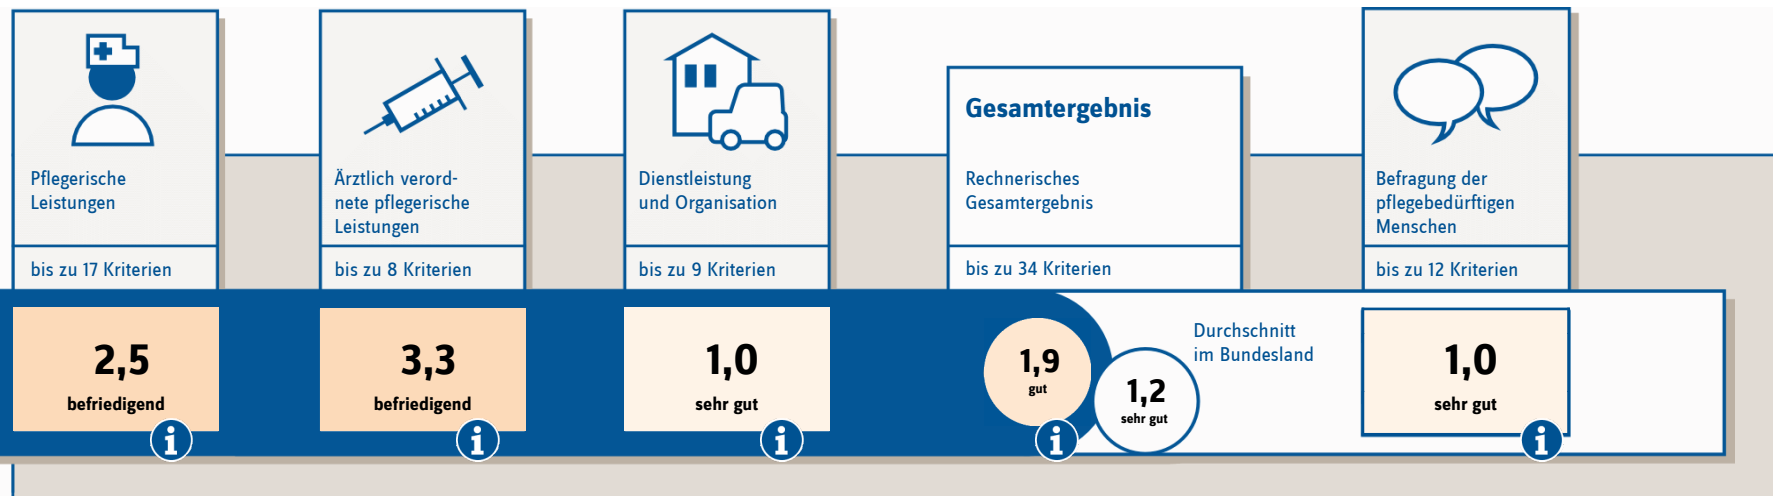 Pflegerische
Leistungen
bis zu 17 Kriterien
2,5
befriedigend
i
Ärztlich verord-
nete pflegerische
Leistungen
bis zu 8 Kriterien
3,3
befriedigend
i
Dienstleistung
und Organisation
bis zu 9 Kriterien
1,0
sehr gut
i
Gesamtergebnis
Rechnerisches
Gesamtergebnis
bis zu 34 Kriterien
1,9
gut
i
1,2
sehr gut
Durchschnitt
im Bundesland
Befragung der
pflegebedürftigen
Menschen
bis zu 12 Kriterien
1,0
sehr gut
i